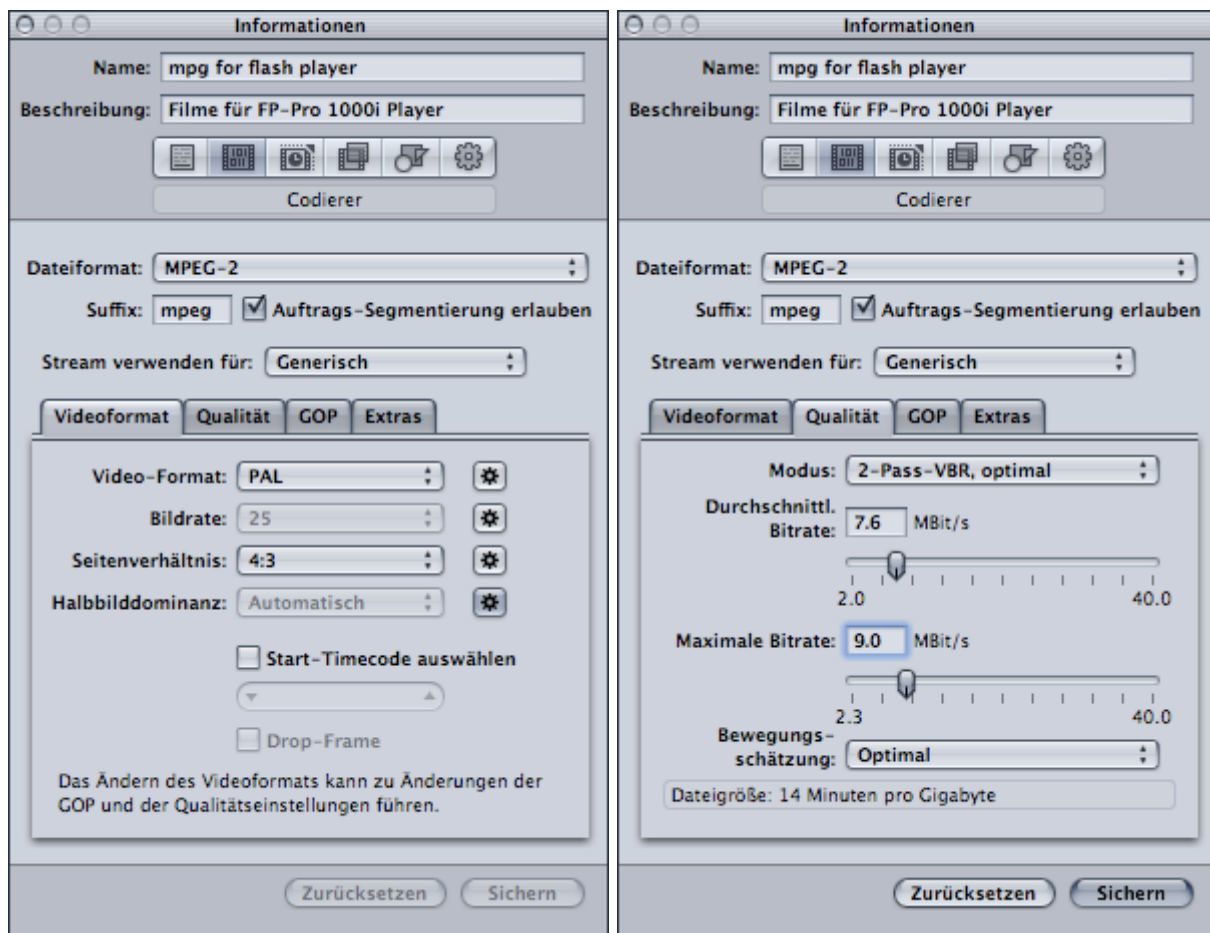 Informationen
Name: mpg for flash player
Beschreibung: Filme für FP-Pro 1000i Player
Codierer
Dateiformat: MPEG-2
Suffix: mpeg Auftrags-Segmentierung erlauben
Stream verwenden für: Generisch
Videoformat Qualität GOP Extras
Video-Format: PAL
Bildrate: 25
Seitenverhältnis: 4:3
Halbbilddominanz: Automatisch
Start-Timecode auswählen
Drop-Frame
Das Ändern des Videoformats kann zu Änderungen der
GOP und der Qualitätseinstellungen führen.
Zurücksetzen Sichern
Informationen
Name: mpg for flash player
Beschreibung: Filme für FP-Pro 1000i Player
Codierer
Dateiformat: MPEG-2
Suffix: mpeg Auftrags-Segmentierung erlauben
Stream verwenden für: Generisch
Videoformat Qualität GOP Extras
Modus: 2-Pass-VBR, optimal
Durchschnittl.
Bitrate: 7.6 MBit/s
2.0 40.0
Maximale Bitrate: 9.0 MBit/s
2.3 40.0
Bewegungs-
schätzung: Optimal
Dateigröße: 14 Minuten pro Gigabyte
Zurücksetzen Sichern